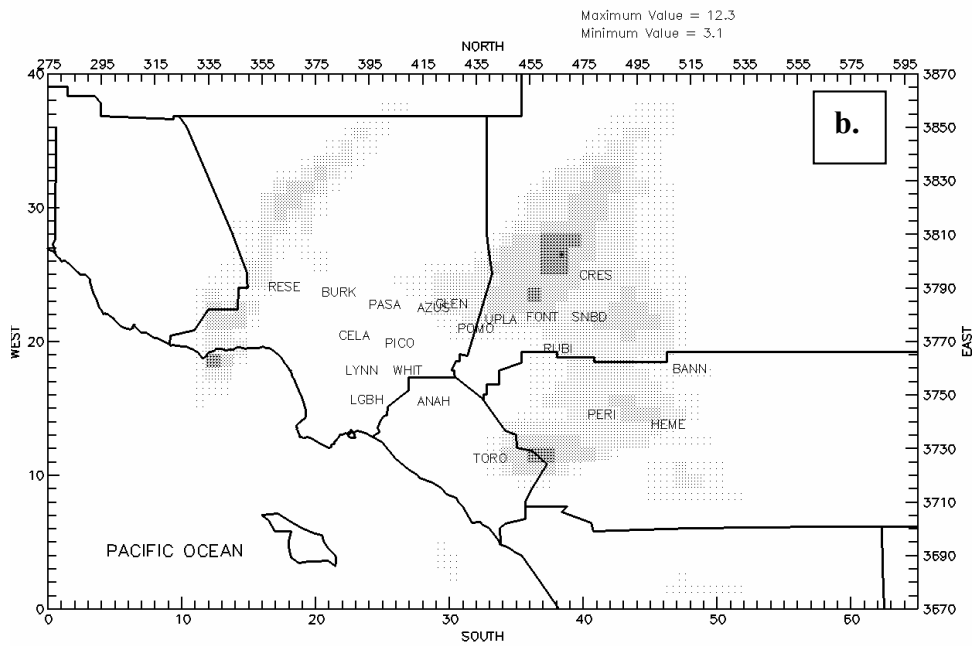 Maximum Value = 12.3
Minimum Value = 3.1
NORTH
275 295 315 335 355 375 395 415 435 455 475 495 515 535 555 575 595
40 3870
b.
3850
3830
30
3810
CRES
RESE BURK 3790
PASA AZUS GLEN
UPLA FONT SNBD
POMO
CELA PICO
WEST 20 RUBI 3770 EAST
LYNN WHIT BANN
LGBH ANAH 3750
PERI HEME
TORO 3730
10
3710
PACIFIC OCEAN
3690
0 3670
0 10 20 30 40 50 60
SOUTH